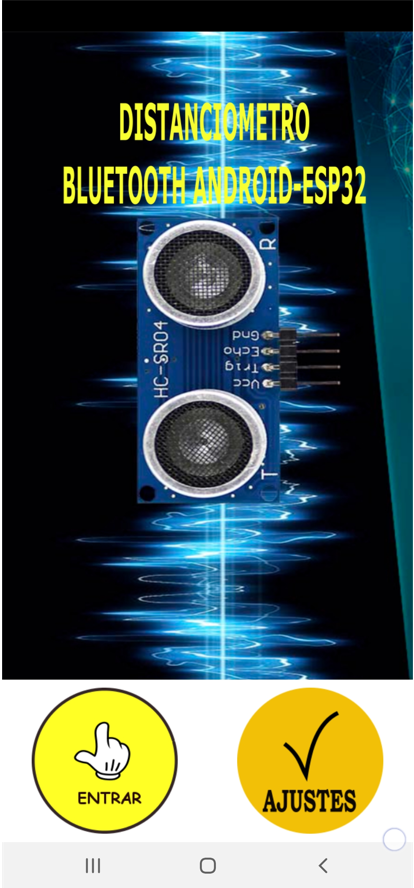 DISTANCIOMETRO
BLUETOOTH ANDROID-ESP32
R
HC-SR04
Gnd
Echo
Trig
Vcc
T
ENTRAR
AJUSTES